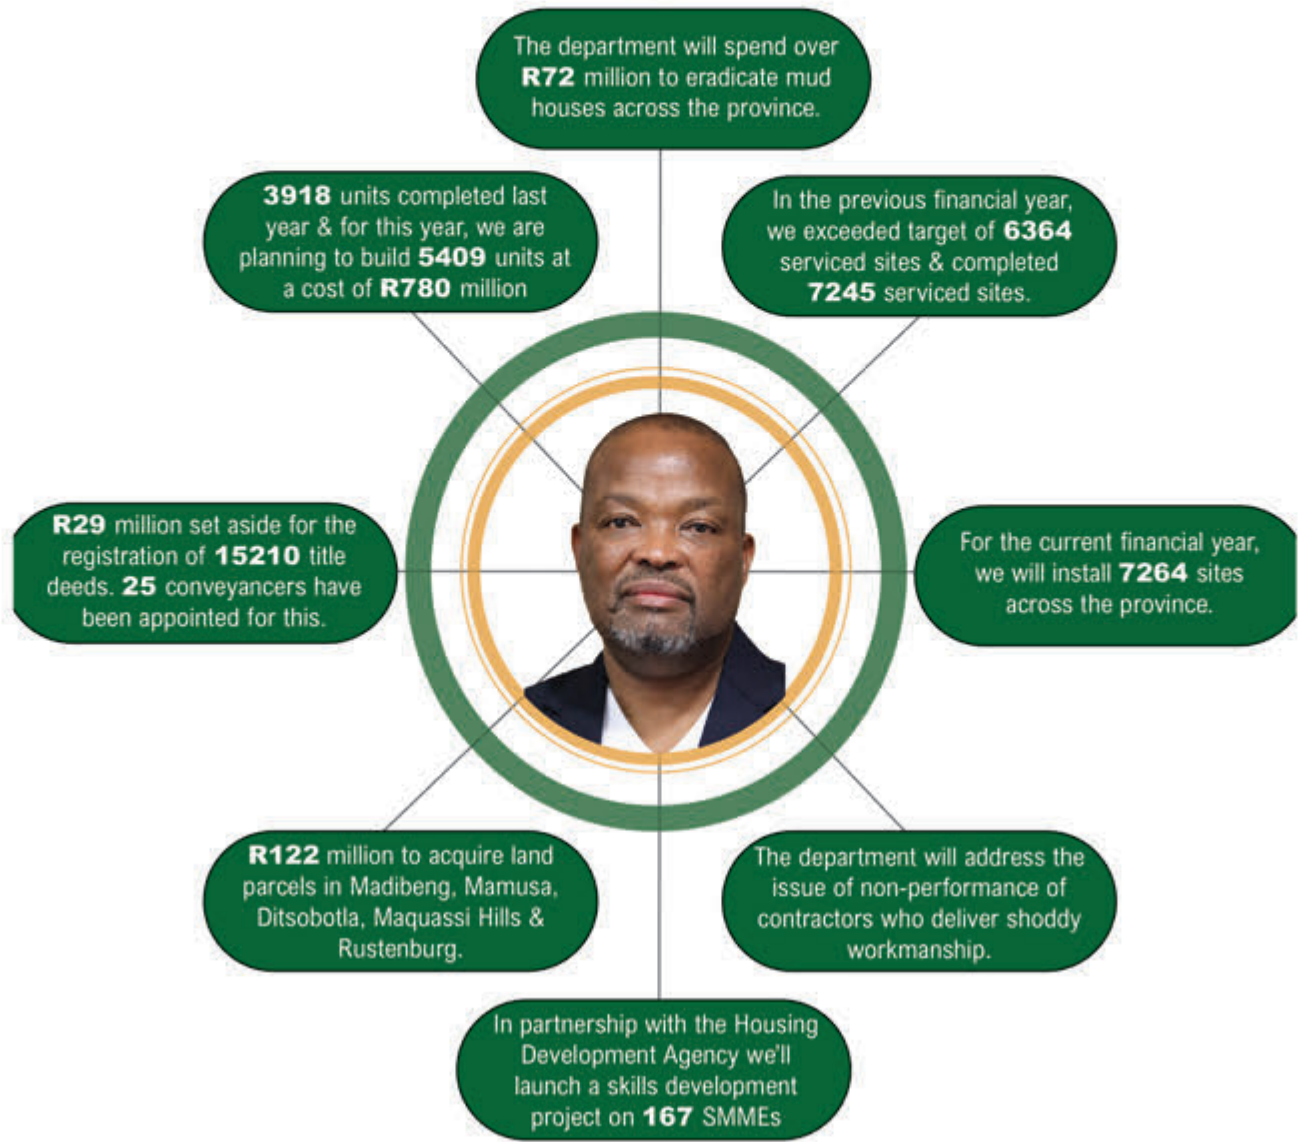 The department will spend over
R72 million to eradicate mud
houses across the province.
3918 units completed last
year & for this year, we are
planning to build 5409 units at
a cost of R780 million
In the previous financial year,
we exceeded target of 6364
serviced sites & completed
7245 serviced sites.
R29 million set aside for the
registration of 15210 title
deeds. 25 conveyancers have
been appointed for this.
For the current financial year,
we will install 7264 sites
across the province.
R122 million to acquire land
parcels in Madibeng, Mamusa,
Ditsobotla, Maquassi Hills &
Rustenburg.
The department will address the
issue of non-performance of
contractors who deliver shoddy
workmanship.
In partnership with the Housing
Development Agency we'll
launch a skills development
project on 167 SMMEs